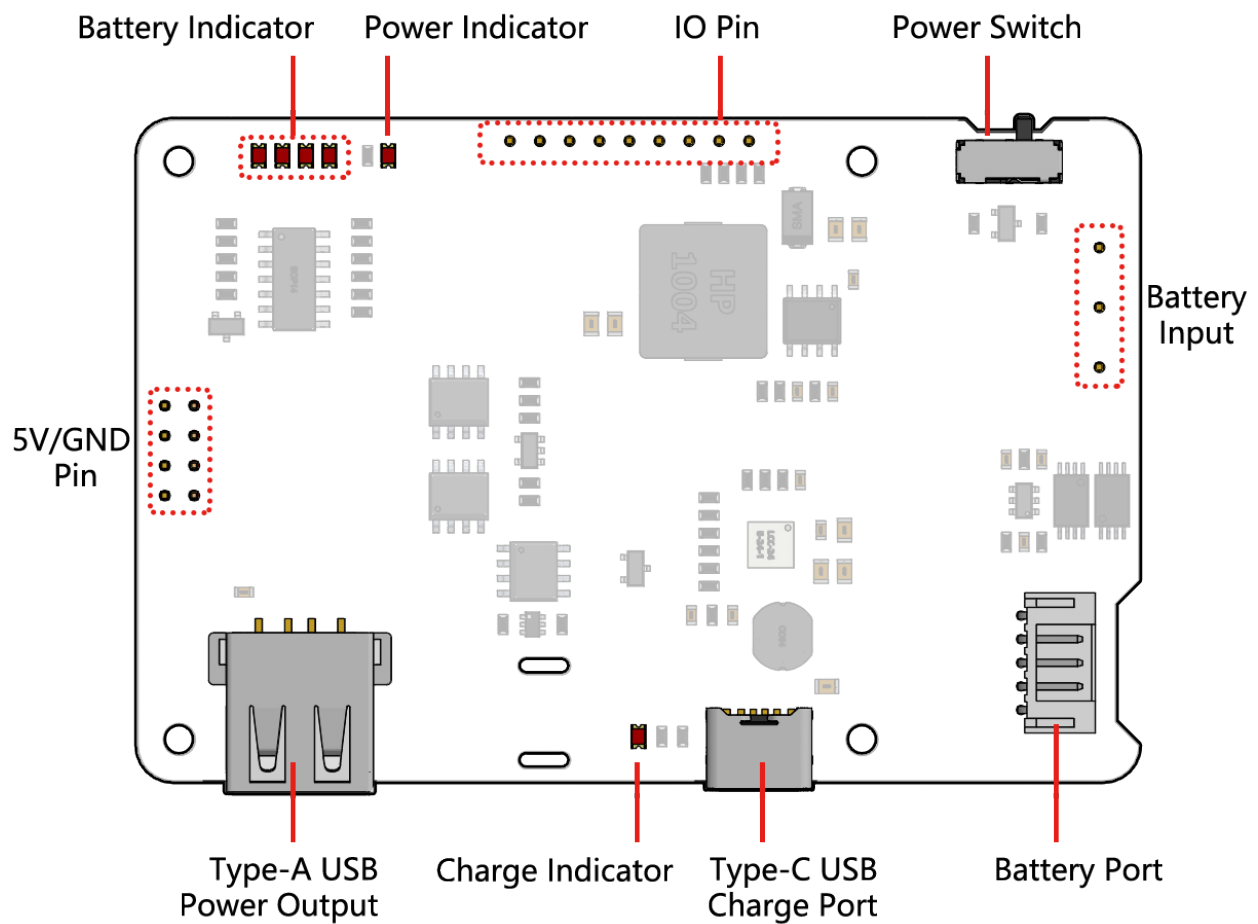 Battery Indicator
Power Indicator
IO Pin
Power Switch
SMA
HP
1004
Battery
Input
5V/GND
Pin
Type-A USB
Power Output
Charge Indicator
Type-C USB
Charge Port
Battery Port